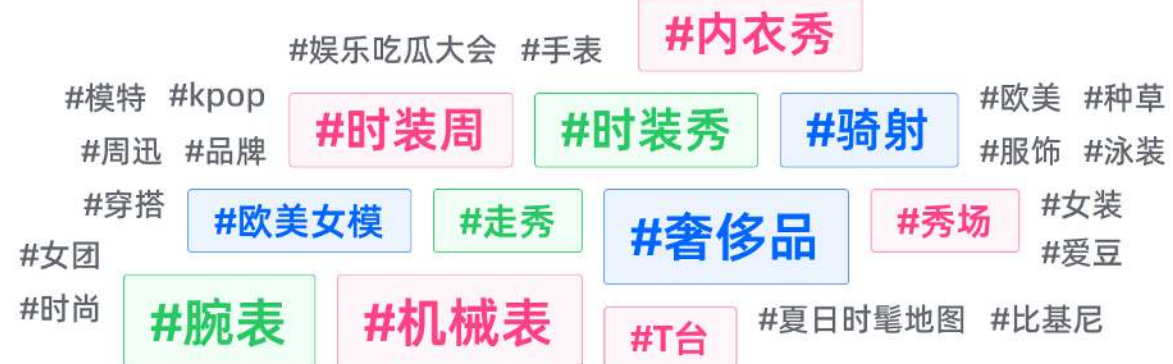 #娱乐吃瓜大会 #手表 #内衣秀
#模特 #kpop #时装周 #时装秀 #骑射 #欧美 #种草
#周迅 #品牌 #服饰 #泳装
#穿搭 #欧美女模 #走秀 #奢侈品 #秀场 #女装
#女团 #爱豆
#时尚 #腕表 #机械表 #T台 #夏日时髦地图 #比基尼